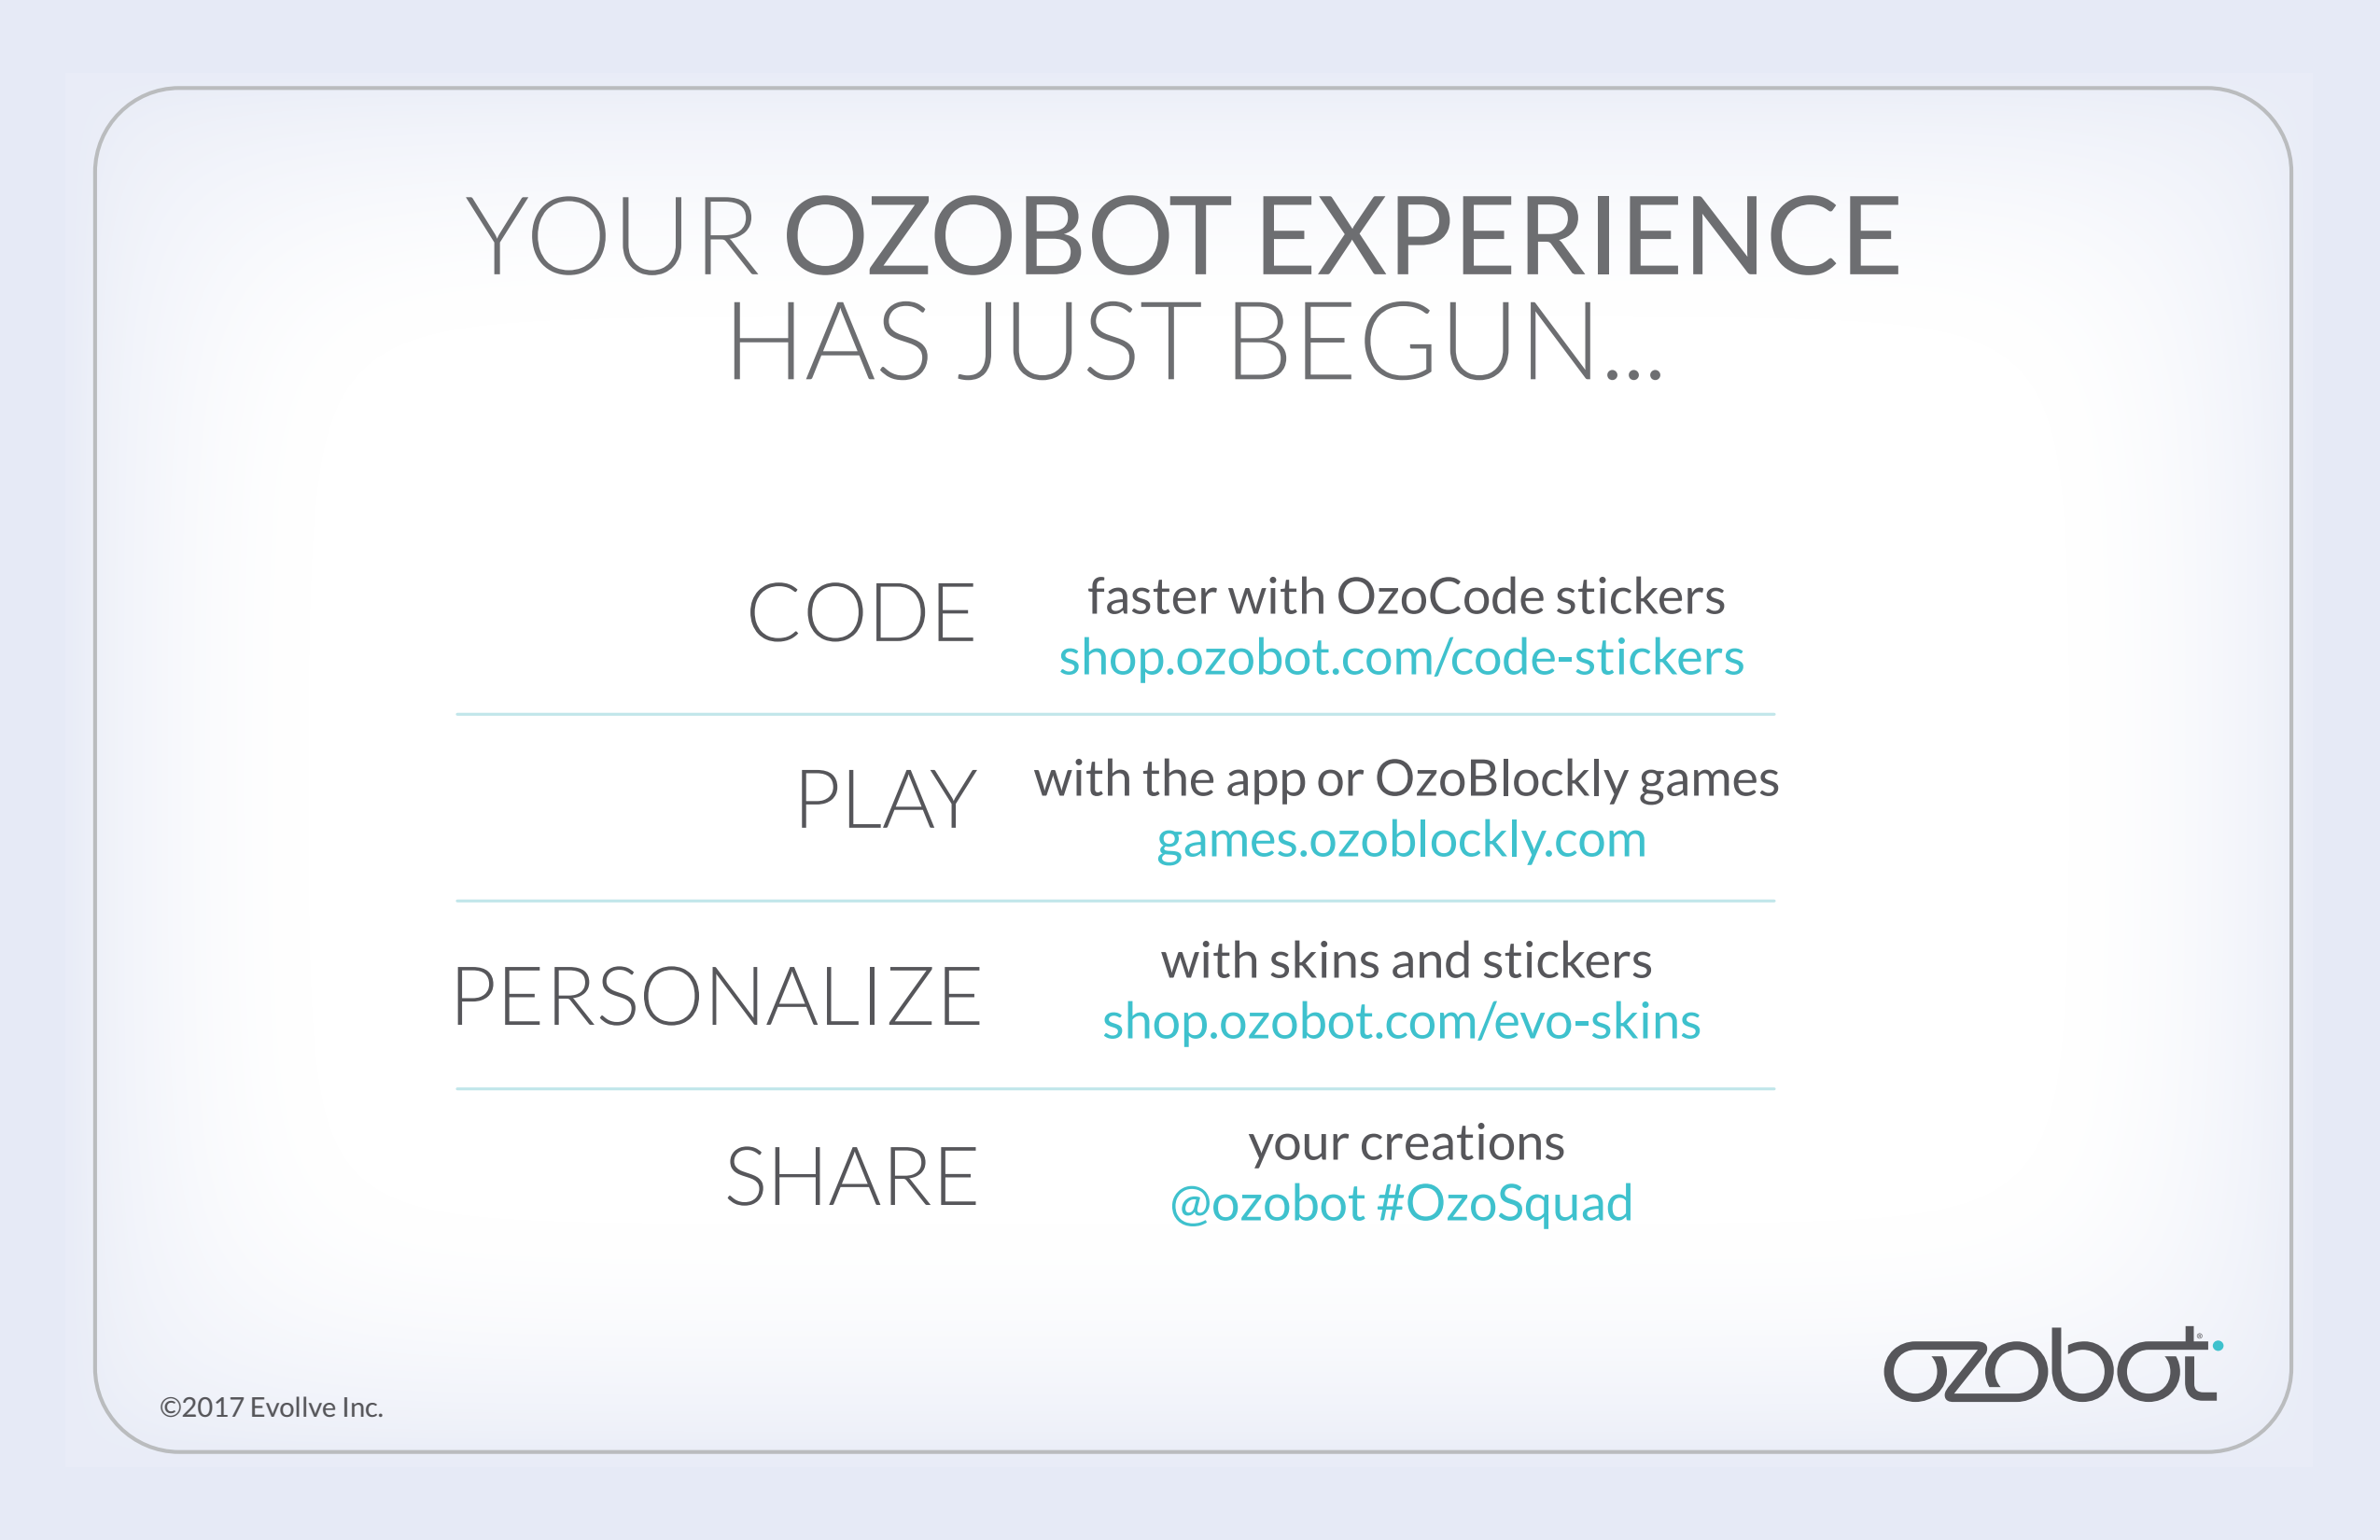 YOUR OZOBOT EXPERIENCE
HAS JUST BEGUN...
CODE
faster with OzoCode stickers
shop.ozobot.com/code-stickers
PLAY
with the app or OzoBlockly games
games.ozoblockly.com
PERSONALIZE
with skins and stickers
shop.ozobot.com/evo-skins
SHARE
your creations
@ozobot #OzoSquad
©2017 Evollve Inc.
ozobot